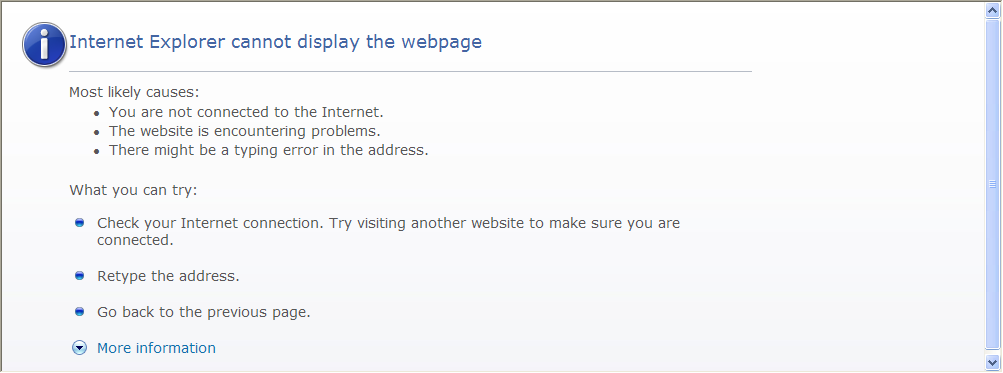 Internet Explorer cannot display the webpage
Most likely causes:
You are not connected to the Internet.
The website is encountering problems.
There might be a typing error in the address.
What you can try:
Check your Internet connection. Try visiting another website to make sure you are
connected.
Retype the address.
Go back to the previous page.
More information